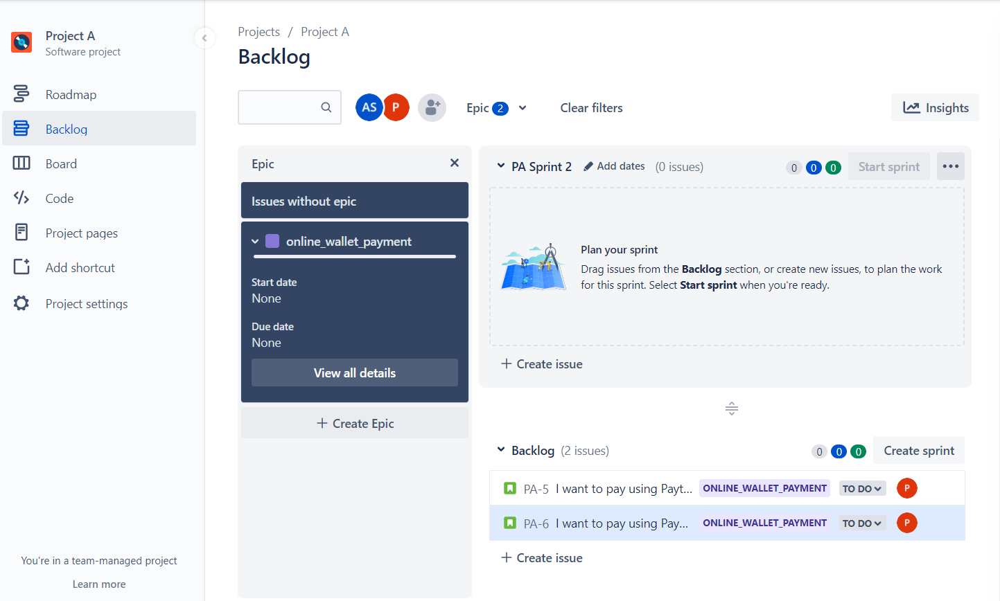 Project A
Software project
Roadmap
Backlog
Board
Code
Project pages
Add shortcut
Project settings
You're in a team-managed project
Learn more
Projects / Project A
Backlog
AS P Epic 2 Clear filters Insights
Epic
Issues without epic
online_wallet_payment
Start date
None
Due date
None
View all details
+ Create Epic
PA Sprint 2 Add dates (0 issues) 0 0 0 Start sprint •••
Plan your sprint
Drag issues from the Backlog section, or create new issues, to plan the work
for this sprint. Select Start sprint when you're ready.
+ Create issue
Backlog (2 issues) 0 0 0 Create sprint
PA-5 I want to pay using Payt... ONLINE_WALLET_PAYMENT TO DO P
PA-6 I want to pay using Pay... ONLINE_WALLET_PAYMENT TO DO P
+ Create issue